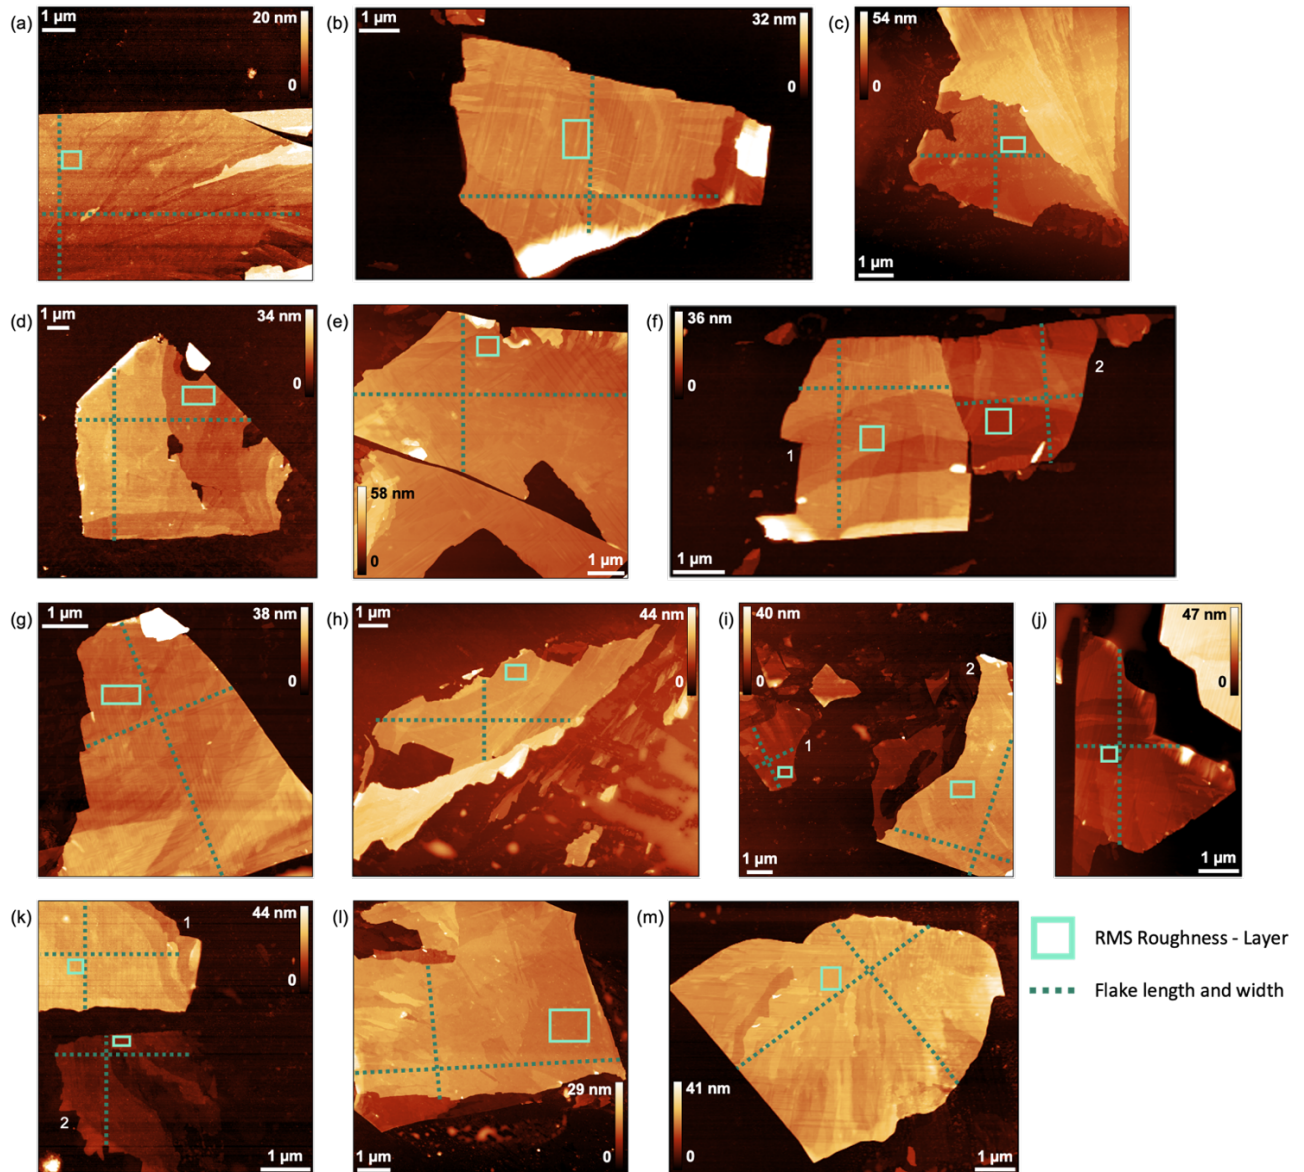 (a)
1 µm
20 nm
0
(b)
1 µm
32 nm
0
(c)
54 nm
0
1 µm
(d)
1 µm
34 nm
0
(e)
58 nm
0
1 µm
(f)
36 nm
0
1
2
1 µm
(g)
1 µm
38 nm
0
(h)
1 µm
44 nm
0
(i)
40 nm
0
2
1
1 µm
(j)
47 nm
0
1 µm
(k)
1
44 nm
0
2
1 µm
(l)
29 nm
0
1 µm
(m)
41 nm
0
1 µm
RMS Roughness - Layer
Flake length and width